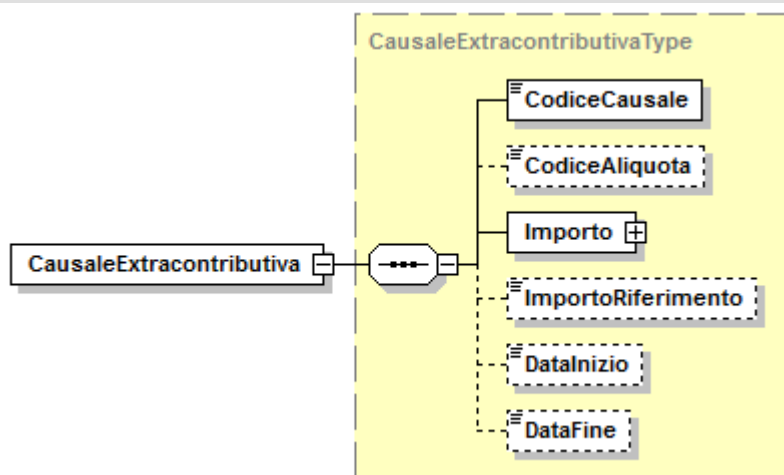 CausaleExtracontributivaType
CodiceCausale
CodiceAliquota
Importo
CausaleExtracontributiva
ImportoRiferimento
DataInizio
DataFine